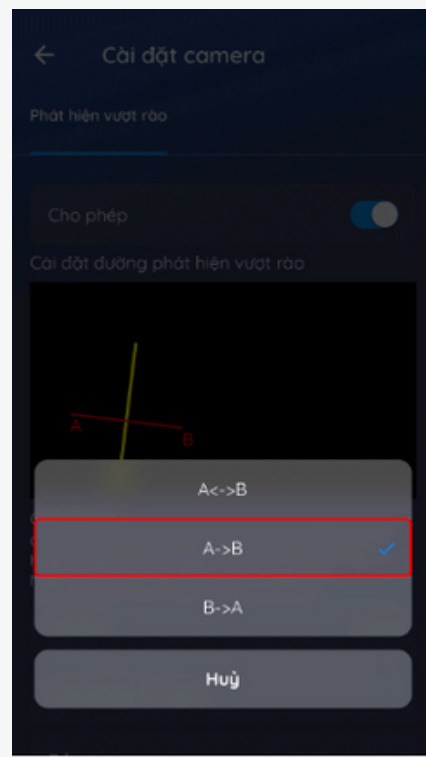 Cài đặt camera
Phát hiện vượt rào
Cho phép
Cài đặt đường phát hiện vượt rào
A
B
A<->B
A->B
B->A
Huỷ